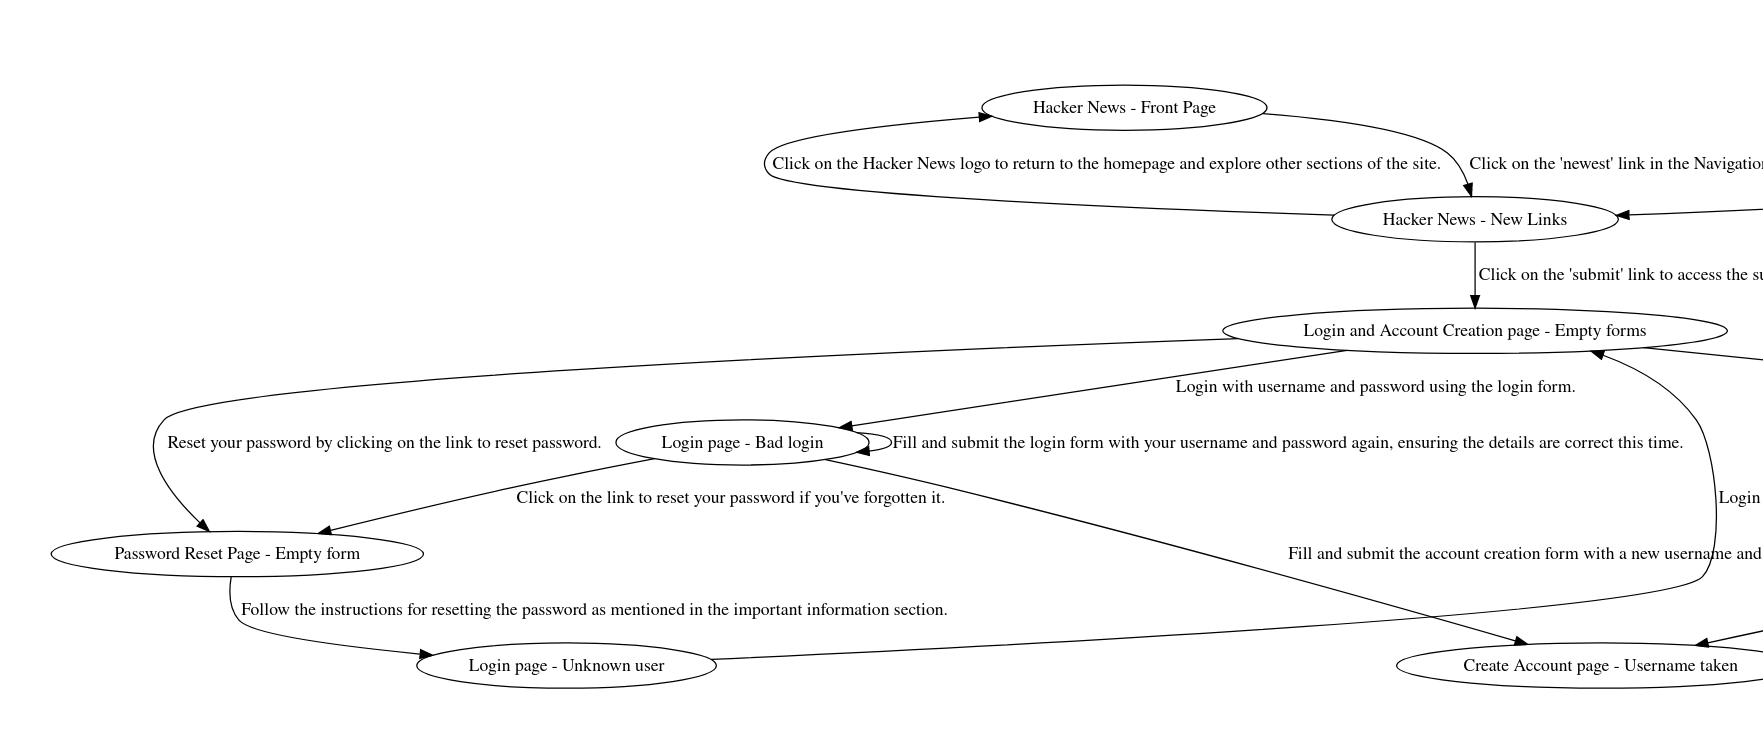 Hacker News - Front Page
Click on the Hacker News logo to return to the homepage and explore other sections of the site.
Click on the 'newest' link in the Navigation
Hacker News - New Links
Click on the 'submit' link to access the su
Login and Account Creation page - Empty forms
Login with username and password using the login form.
Reset your password by clicking on the link to reset password.
Login page - Bad login
Fill and submit the login form with your username and password again, ensuring the details are correct this time.
Click on the link to reset your password if you've forgotten it.
Login
Password Reset Page - Empty form
Fill and submit the account creation form with a new username and
Follow the instructions for resetting the password as mentioned in the important information section.
Login page - Unknown user
Create Account page - Username taken